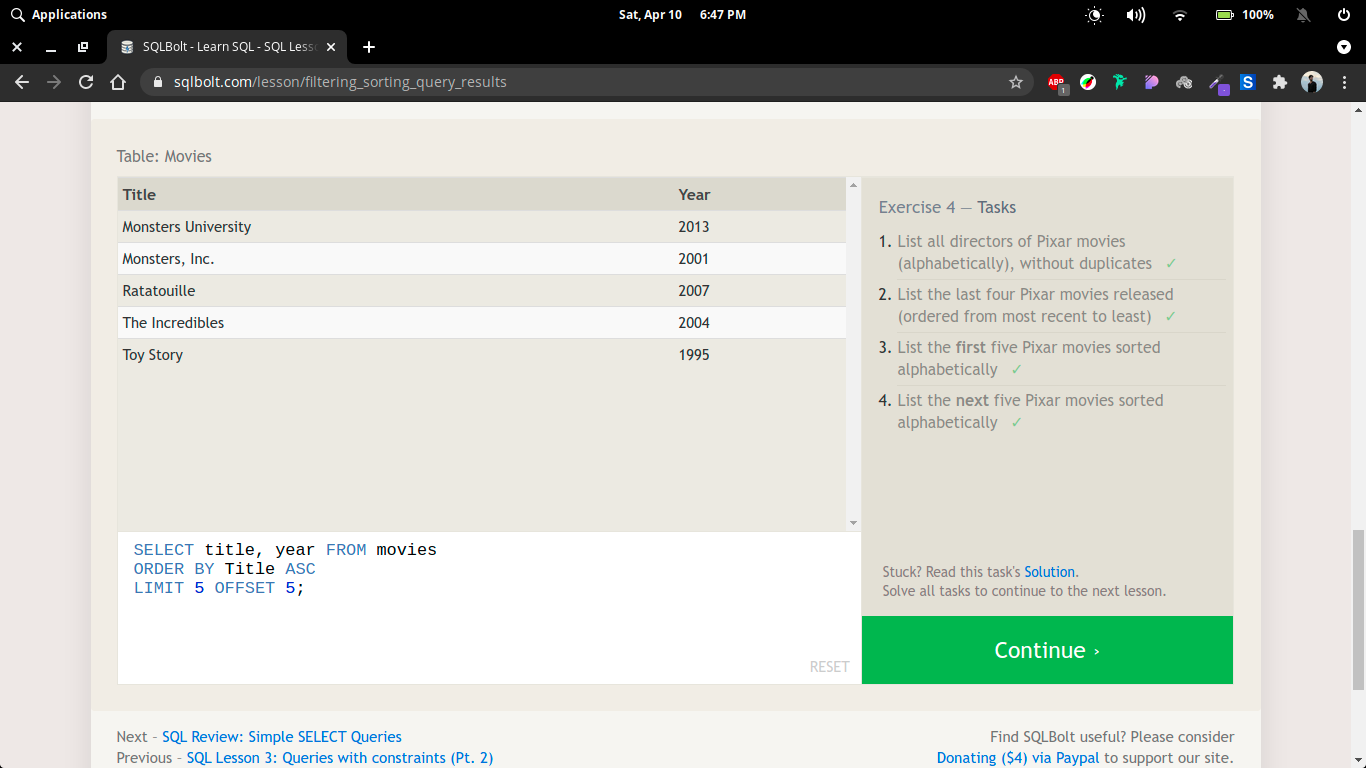 Applications
Sat, Apr 10 6:47 PM
100%
SQLBolt - Learn SQL - SQL Less
sqlbolt.com/lesson/filtering_sorting_query_results
ABP
1
S
Table: Movies
Title Year
Monsters University 2013
Monsters, Inc. 2001
Ratatouille 2007
The Incredibles 2004
Toy Story 1995
SELECT title, year FROM movies
ORDER BY Title ASC
LIMIT 5 OFFSET 5;
RESET
Exercise 4 — Tasks
1. List all directors of Pixar movies
(alphabetically), without duplicates ✓
2. List the last four Pixar movies released
(ordered from most recent to least) ✓
3. List the first five Pixar movies sorted
alphabetically ✓
4. List the next five Pixar movies sorted
alphabetically ✓
Stuck? Read this task's Solution.
Solve all tasks to continue to the next lesson.
Continue ›
Next - SQL Review: Simple SELECT Queries
Previous - SQL Lesson 3: Queries with constraints (Pt. 2)
Find SQLBolt useful? Please consider
Donating ($4) via Paypal to support our site.